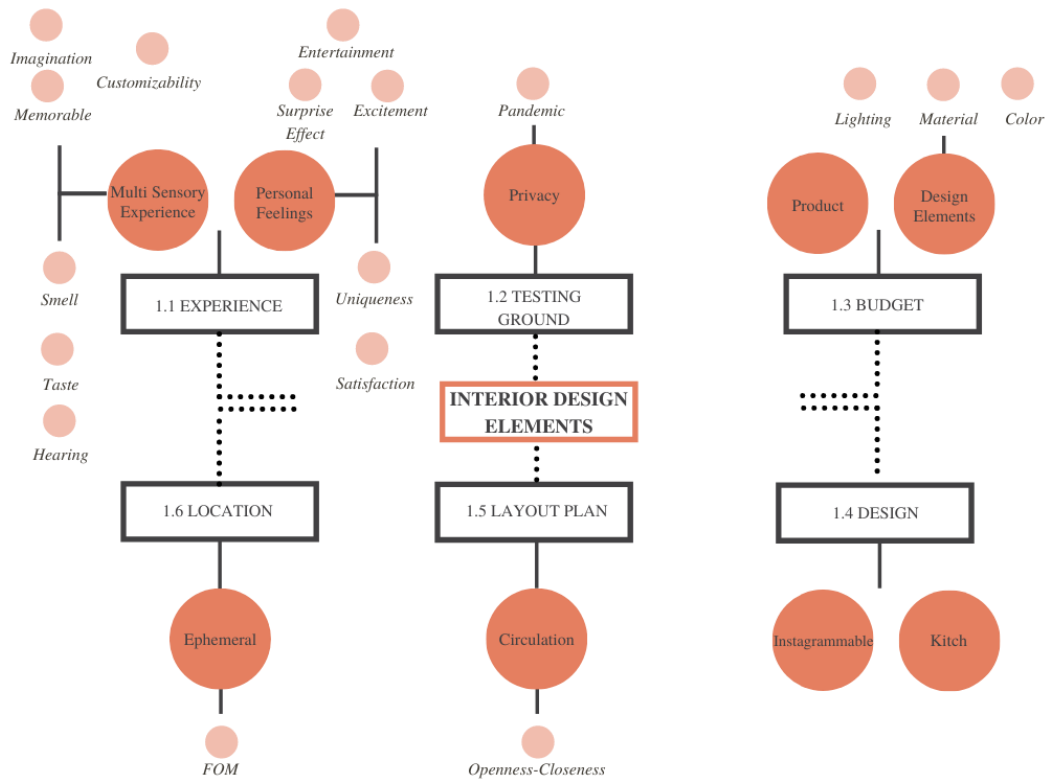 Imagination
Customizability
Memorable
Entertainment
Surprise
Effect
Excitement
Pandemic
Lighting
Material
Color
Multi Sensory
Experience
Personal
Feelings
Privacy
Product
Design
Elements
Smell
1.1 EXPERIENCE
Uniqueness
1.2 TESTING
GROUND
1.3 BUDGET
Taste
Satisfaction
INTERIOR DESIGN
ELEMENTS
Hearing
1.6 LOCATION
1.5 LAYOUT PLAN
1.4 DESIGN
Ephemeral
Circulation
Instagrammable
Kitch
FOM
Openness-Closeness